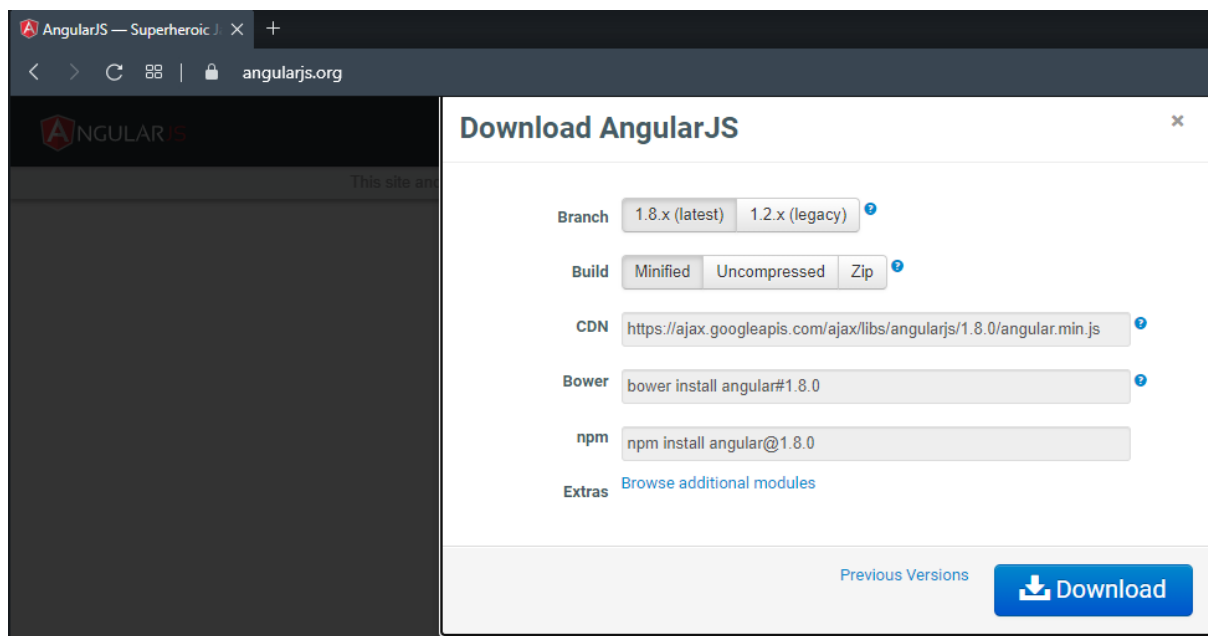 AngularJS — Superheroic J
angularjs.org
ANGULARJS
This site and
Download AngularJS
Branch 1.8.x (latest) 1.2.x (legacy)
Build Minified Uncompressed Zip
CDN https://ajax.googleapis.com/ajax/libs/angularjs/1.8.0/angular.min.js
Bower bower install angular#1.8.0
npm npm install angular@1.8.0
Extras Browse additional modules
Previous Versions Download